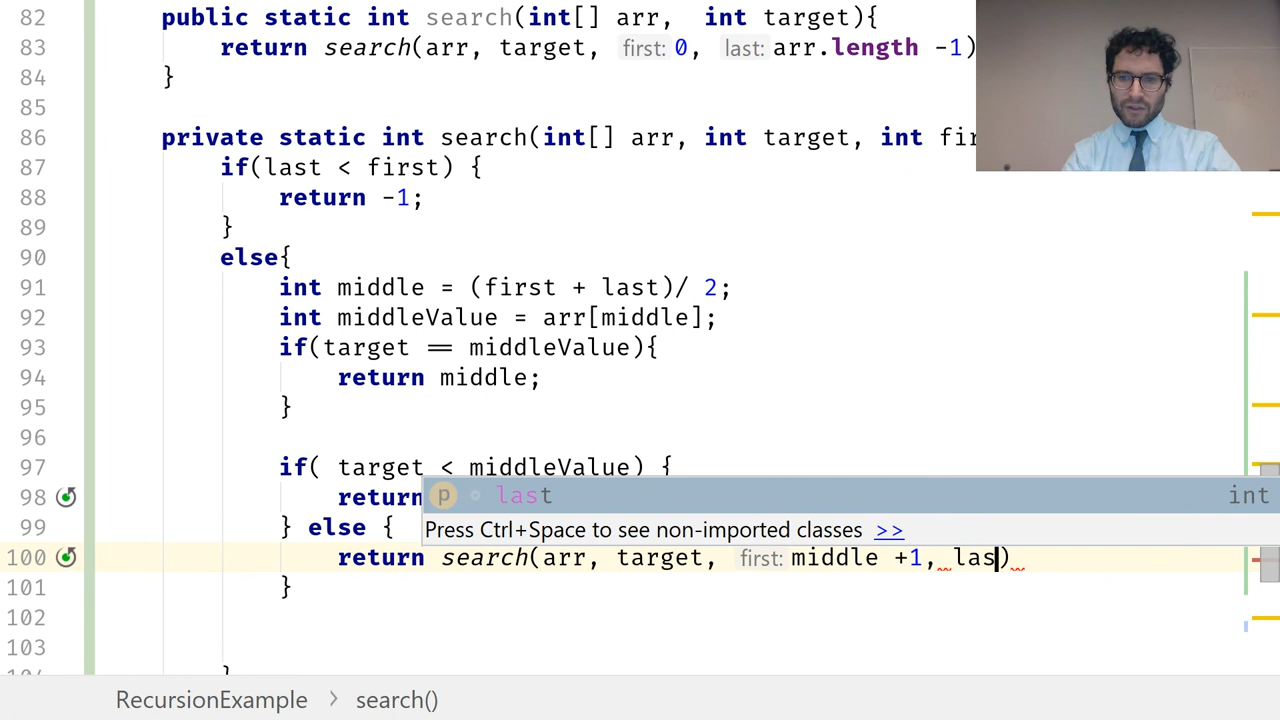 82 public static int search(int[] arr, int target){
83 return search(arr, target, first: 0, last: arr.length -1)
84 }
85
86 private static int search(int[] arr, int target, int fir
87 if(last < first) {
88 return -1;
89 }
90 else{
91 int middle = (first + last)/ 2;
92 int middleValue = arr[middle];
93 if(target == middleValue){
94 return middle;
95 }
96
97 if( target < middleValue) {
p last int
98 return
99 } else {
Press Ctrl+Space to see non-imported classes >>
100 return search(arr, target, first: middle +1, las)
101 }
102
103
RecursionExample > search()